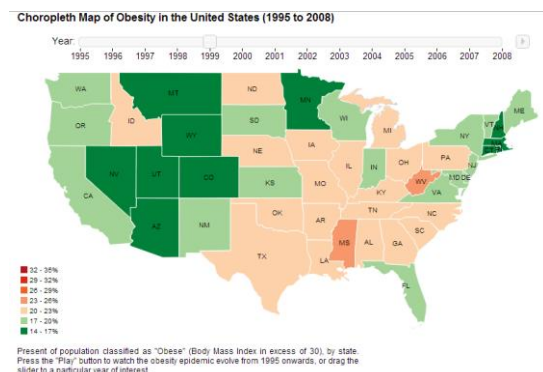 Choropleth Map of Obesity in the United States (1995 to 2008)
Year:
1995 1996 1997 1998 1999 2000 2001 2002 2003 2004 2005 2006 2007 2008
WA
MT
ND
MN
ME
OR
ID
SD
WI
VT
NH
WY
MI
NY
MA
NE
IA
PA
NJ
NV
UT
CO
IL
IN
OH
MD DE
CA
KS
MO
WV
VA
KY
AZ
NM
OK
AR
TN
NC
SC
TX
LA
MS
AL
GA
FL
32 - 35%
29 - 32%
26 - 29%
23 - 26%
20 - 23%
17 - 20%
14 - 17%
Present of population classified as "Obese" (Body Mass Index in excess of 30), by state.
Press the "Play" button to watch the obesity epidemic evolve from 1995 onwards, or drag the
slider to a particular year of interest.